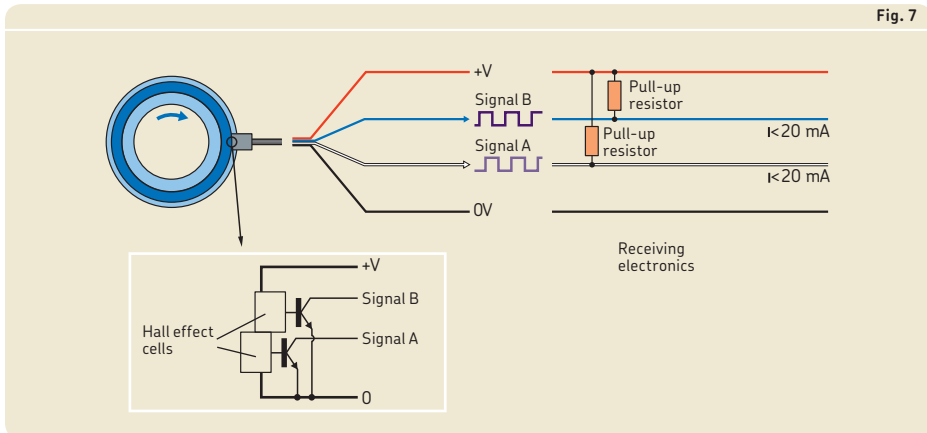 Fig. 7
+V
Signal B
Pull-up
resistor
I<20 mA
Signal A
Pull-up
resistor
I<20 mA
0V
Receiving
electronics
+V
Signal B
Hall effect
cells
Signal A
0